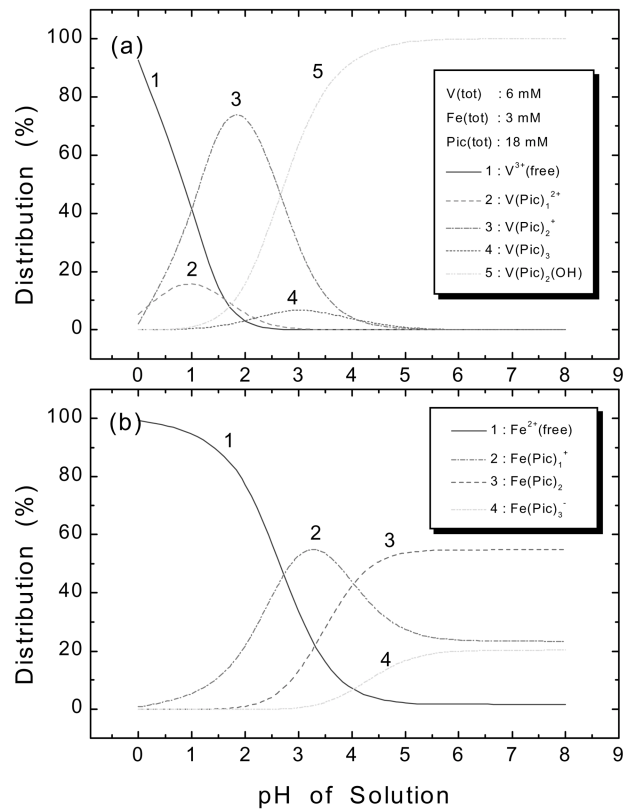 (a)
100
80
60
40
20
0
Distribution (%)
1
2
3
4
5
V(tot) : 6 mM
Fe(tot) : 3 mM
Pic(tot) : 18 mM
1 : V³⁺(free)
2 : V(Pic)₁²⁺
3 : V(Pic)₂⁺
4 : V(Pic)₃
5 : V(Pic)₂(OH)
0 1 2 3 4 5 6 7 8 9
(b)
100
80
60
40
20
0
Distribution (%)
1
2
3
4
1 : Fe²⁺(free)
2 : Fe(Pic)₁⁺
3 : Fe(Pic)₂
4 : Fe(Pic)₃⁻
0 1 2 3 4 5 6 7 8 9
pH of Solution